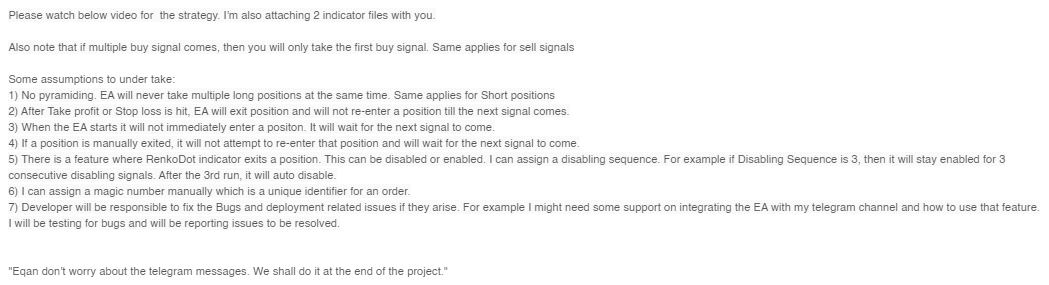 Please watch below video for  the strategy. I'm also attaching 2 indicator files with you.
Also note that if multiple buy signal comes, then you will only take the first buy signal. Same applies for sell signals
Some assumptions to under take:
1) No pyramiding. EA will never take multiple long positions at the same time. Same applies for Short positions
2) After Take profit or Stop loss is hit, EA will exit position and will not re-enter a position till the next signal comes.
3) When the EA starts it will not immediately enter a positon. It will wait for the next signal to come.
4) If a position is manually exited, it will not attempt to re-enter that position and will wait for the next signal to come.
5) There is a feature where RenkoDot indicator exits a position. This can be disabled or enabled. I can assign a disabling sequence. For example if Disabling Sequence is 3, then it will stay enabled for 3
consecutive disabling signals. After the 3rd run, it will auto disable.
6) I can assign a magic number manually which is a unique identifier for an order.
7) Developer will be responsible to fix the Bugs and deployment related issues if they arise. For example I might need some support on integrating the EA with my telegram channel and how to use that feature.
I will be testing for bugs and will be reporting issues to be resolved.
"Eqan don't worry about the telegram messages. We shall do it at the end of the project."